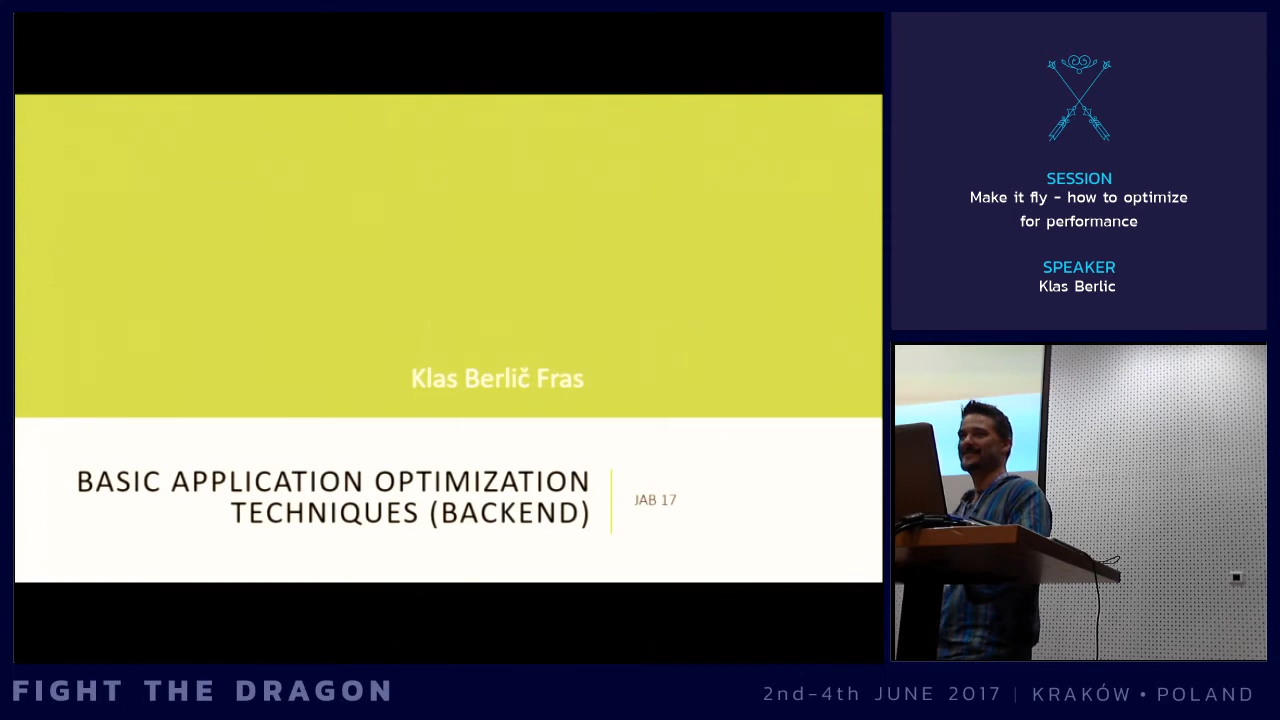 Klas Berlič Fras
BASIC APPLICATION OPTIMIZATION
TECHNIQUES (BACKEND)
JAB 17
SESSION
Make it fly - how to optimize
for performance
SPEAKER
Klas Berlic
FIGHT THE DRAGON
2nd-4th JUNE 2017 | KRAKÓW • POLAND